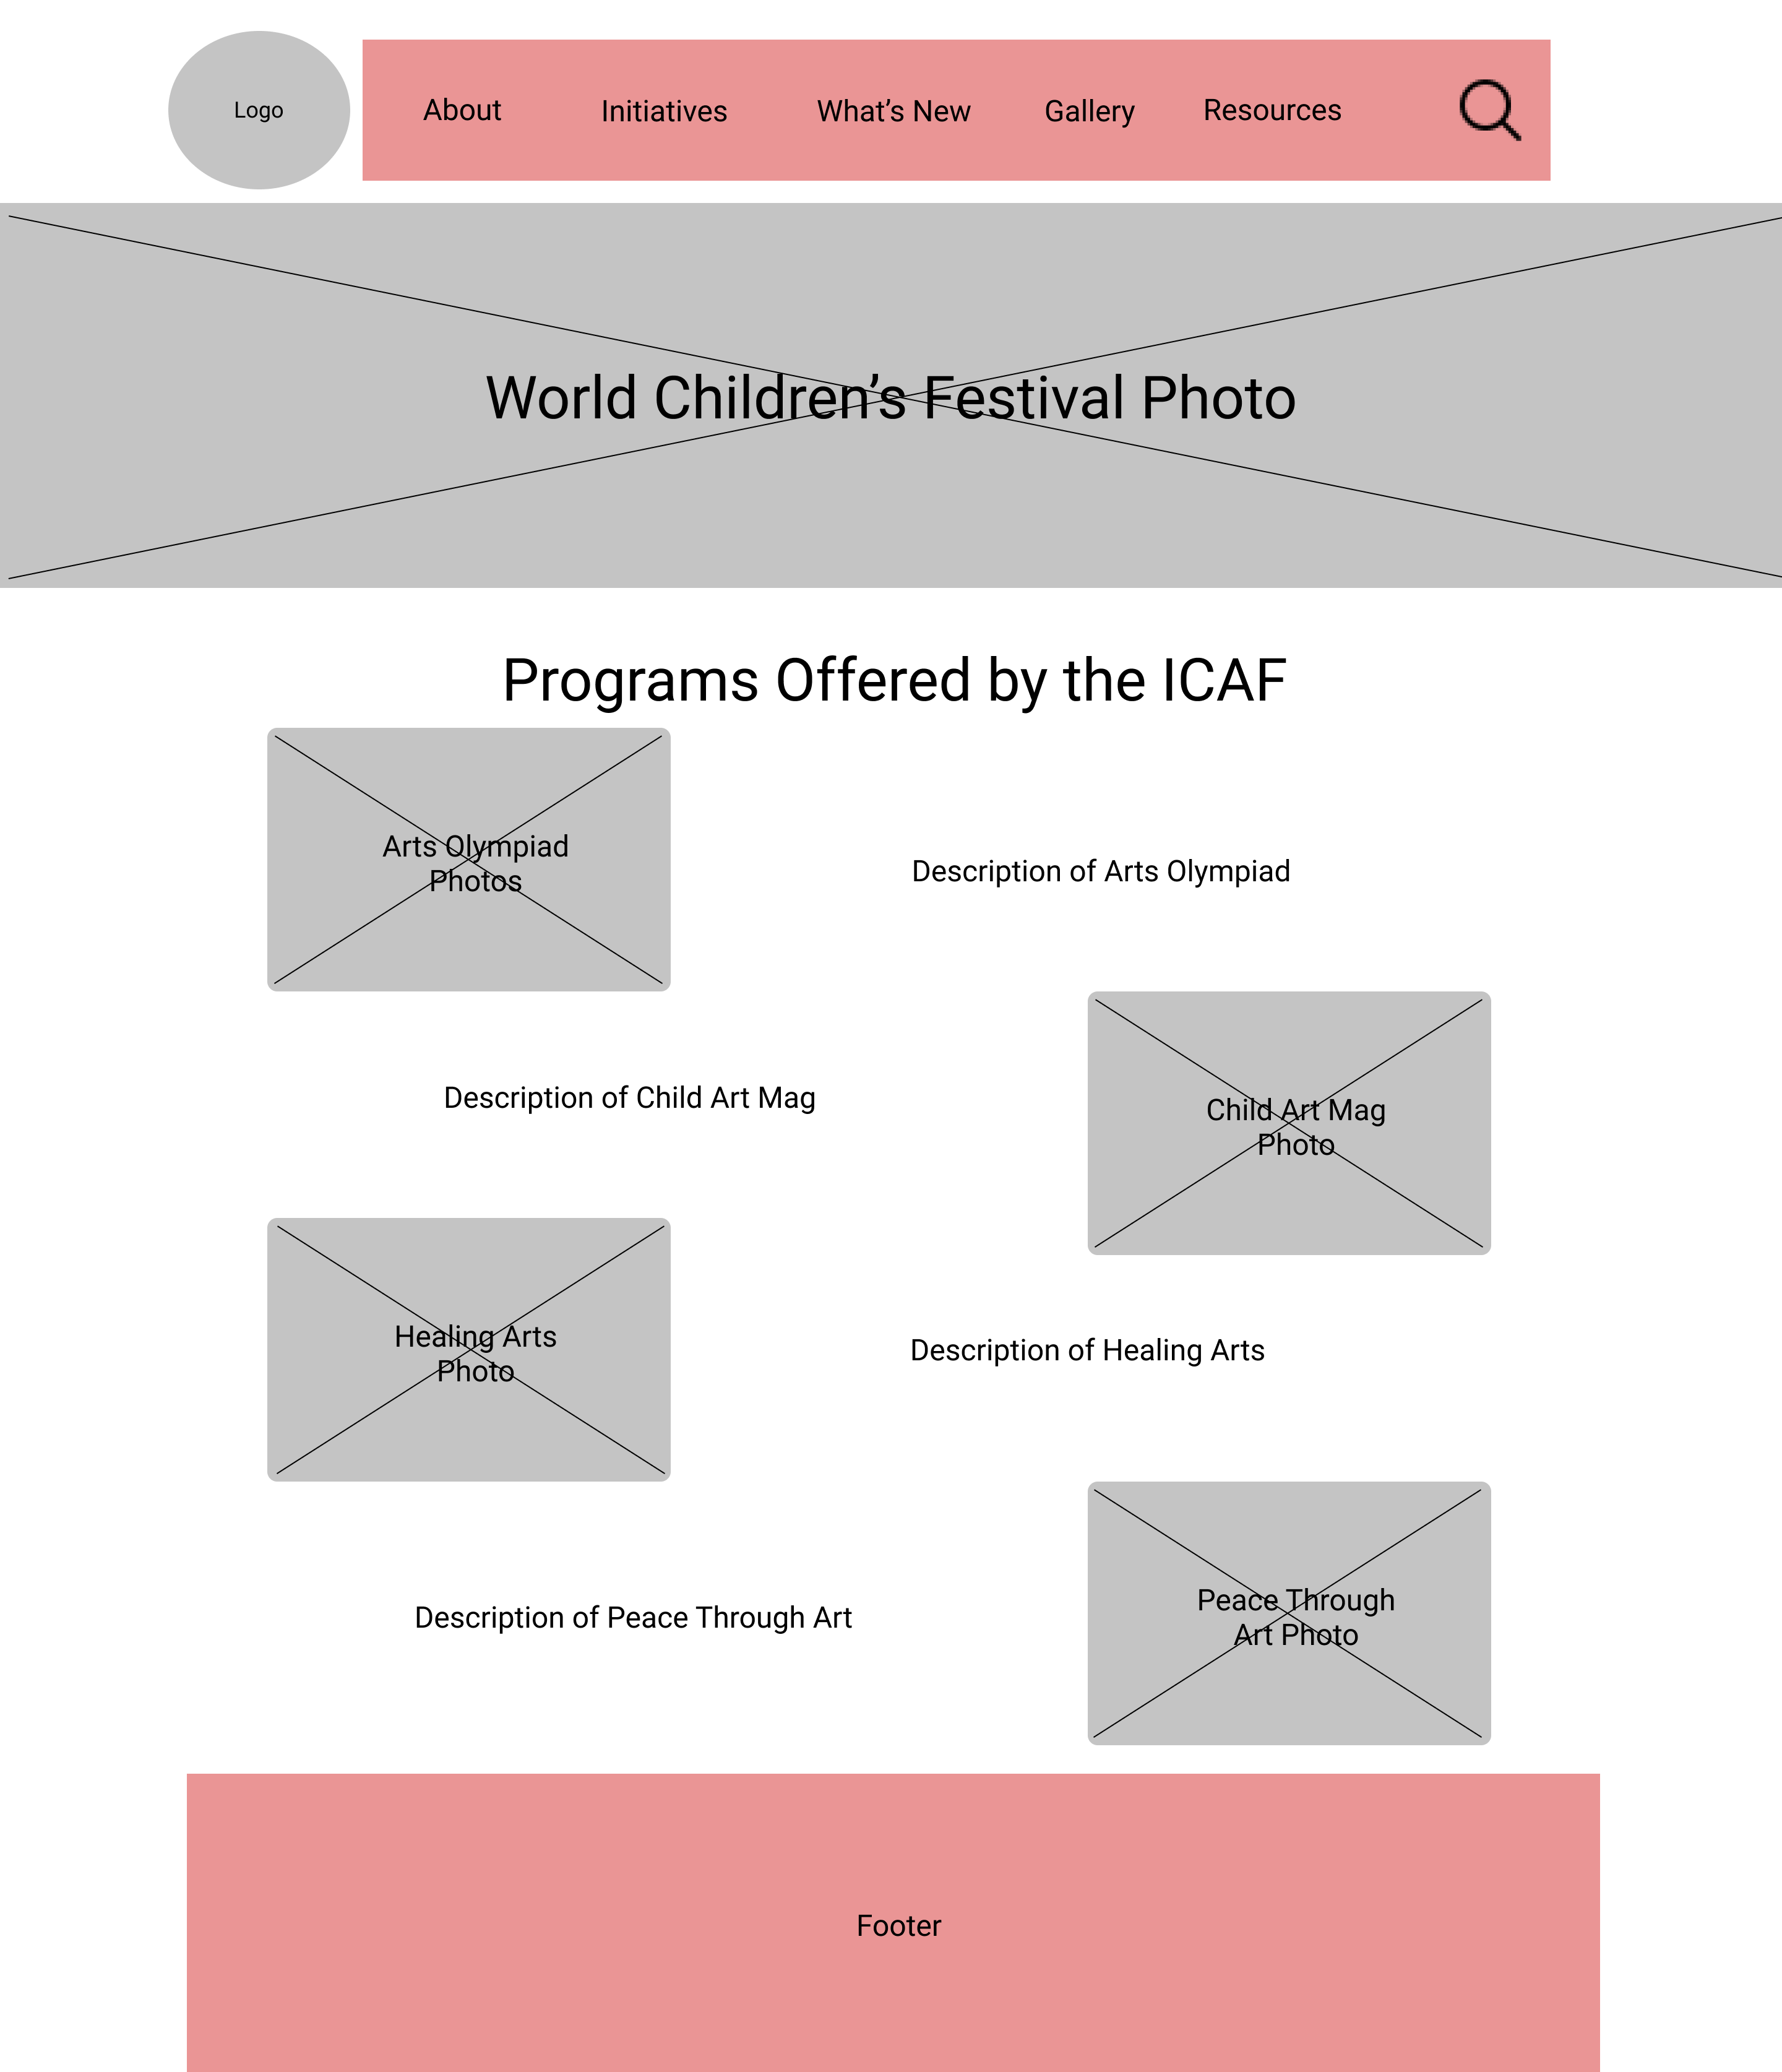 Logo
About
Initiatives
What’s New
Gallery
Resources
World Children’s Festival Photo
Programs Offered by the ICAF
Arts Olympiad
Photos
Description of Arts Olympiad
Description of Child Art Mag
Child Art Mag
Photo
Healing Arts
Photo
Description of Healing Arts
Description of Peace Through Art
Peace Through
Art Photo
Footer